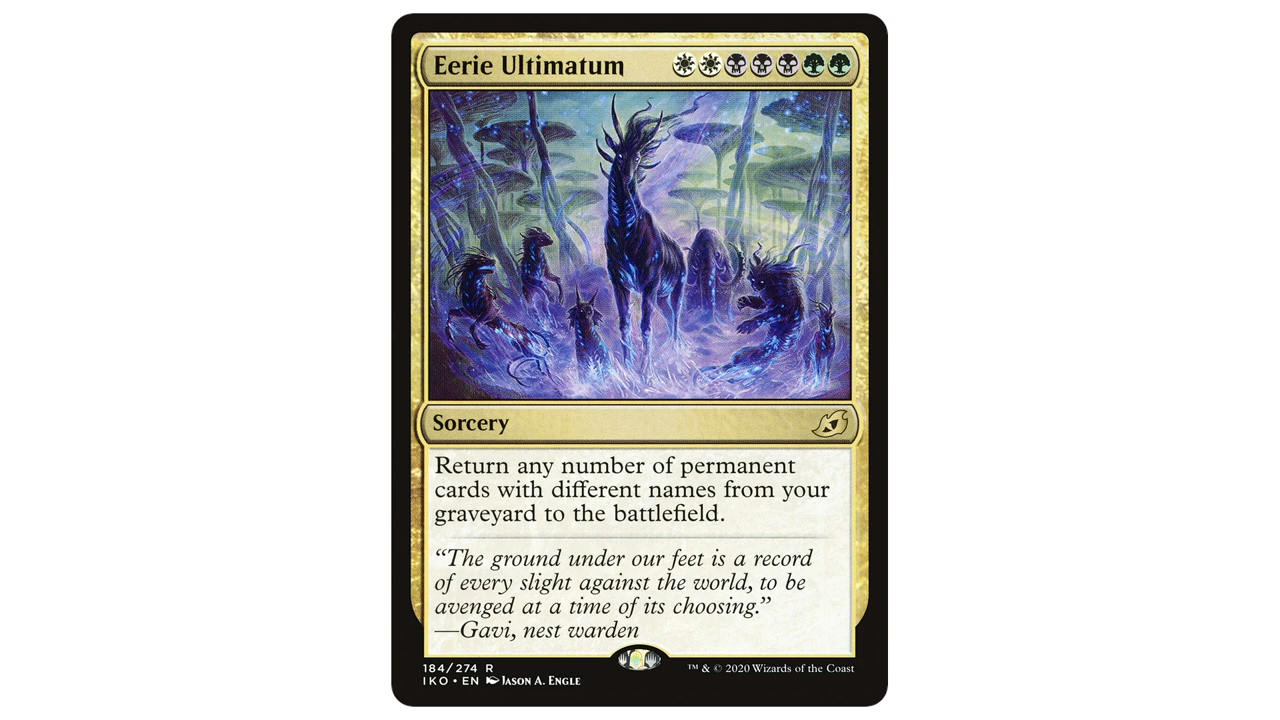 Eerie Ultimatum
Sorcery
Return any number of permanent
cards with different names from your
graveyard to the battlefield.
“The ground under our feet is a record
of every slight against the world, to be
avenged at a time of its choosing.”
—Gavi, nest warden
184/274 R
IKO • EN Jason A. Engle
™ & © 2020 Wizards of the Coast